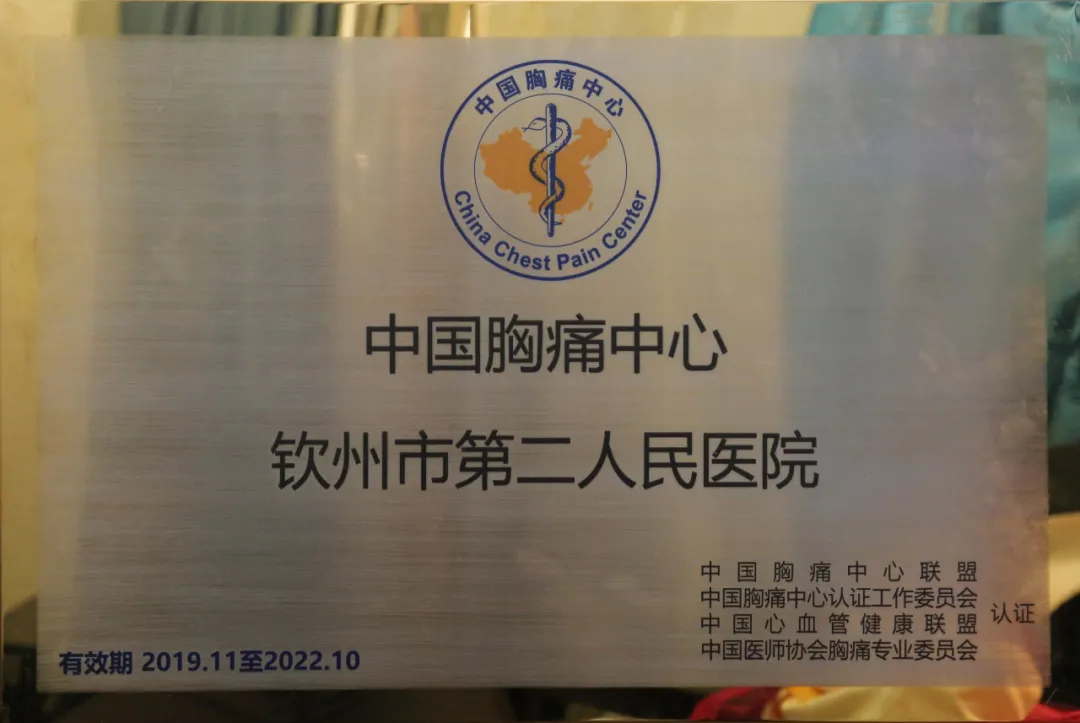 中国胸痛中心
China Chest Pain Center
中国胸痛中心
钦州市第二人民医院
中国胸痛中心联盟
中国胸痛中心认证工作委员会
中国心血管健康联盟
中国医师协会胸痛专业委员会
认证
有效期 2019.11至2022.10